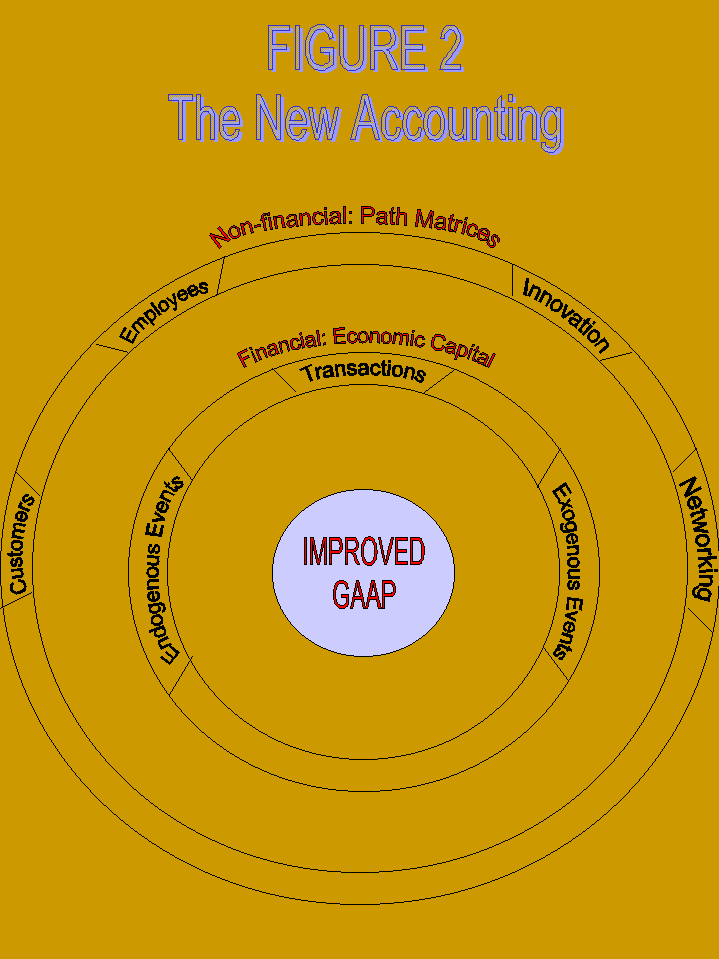 FIGURE 2
The New Accounting
Non-financial: Path Matrices
Employees
Innovation
Financial: Economic Capital
Transactions
Customers
Endogenous Events
Exogenous Events
Networking
IMPROVED
GAAP